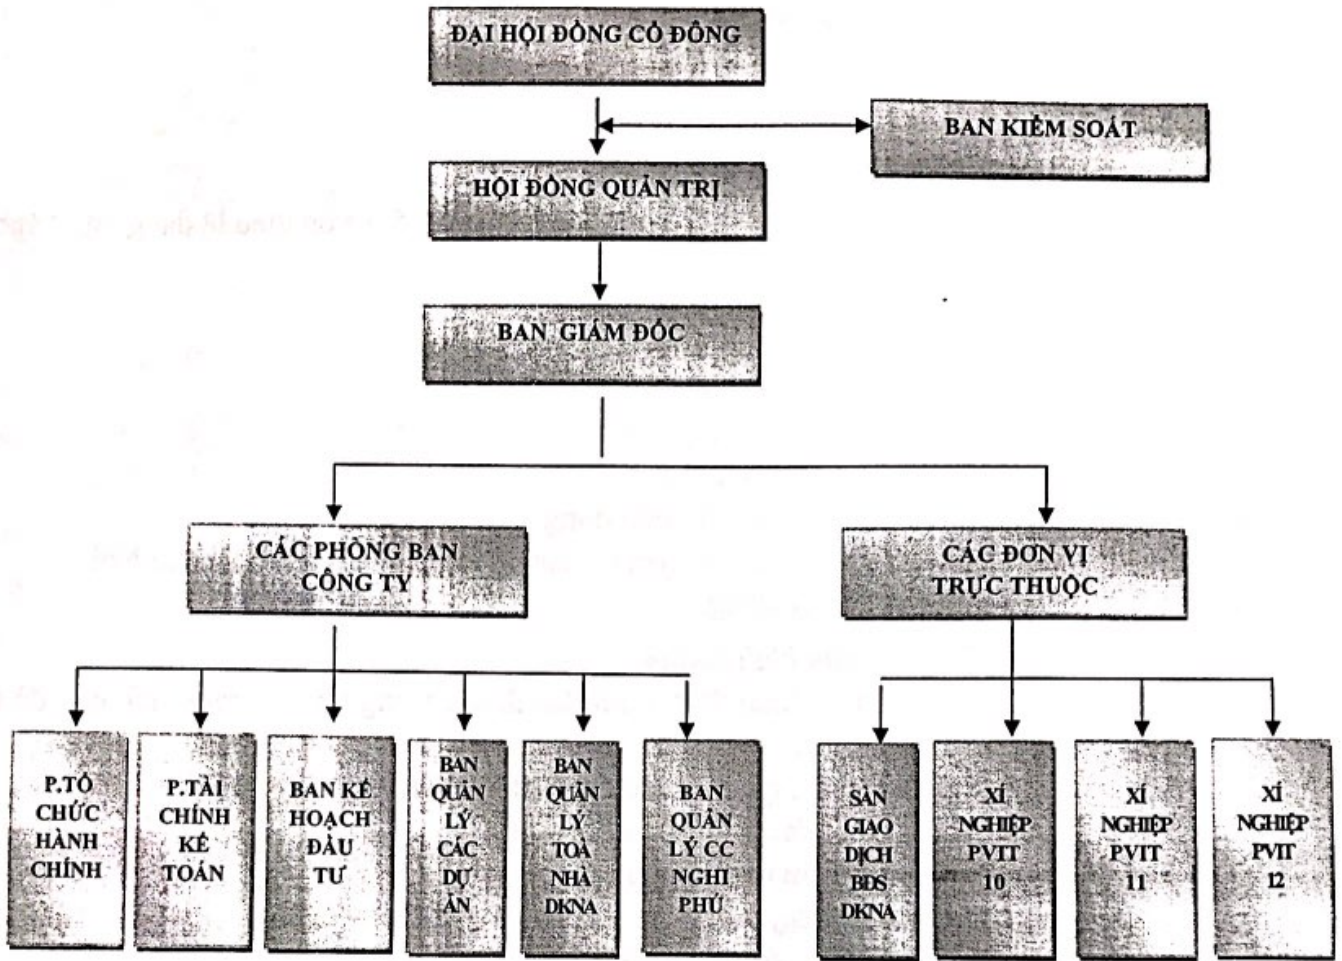 ĐẠI HỘI ĐỒNG CỔ ĐÔNG
BAN KIỂM SOÁT
HỘI ĐỒNG QUẢN TRỊ
BAN GIÁM ĐỐC
CÁC PHÒNG BAN
CÔNG TY
CÁC ĐƠN VỊ
TRỰC THUỘC
P.TỔ
CHỨC
HÀNH
CHÍNH
P.TÀI
CHÍNH
KẾ
TOÁN
BAN KẾ
HOẠCH
ĐẦU
TƯ
BAN
QUẢN
LÝ
CÁC
DỰ
ÁN
BAN
QUẢN
LÝ
TOÀ
NHÀ
DKNA
BAN
QUẢN
LÝ CC
NGHI
PHÚ
SÀN
GIAO
DỊCH
BĐS
DKNA
XÍ
NGHIỆP
PVIT
10
XÍ
NGHIỆP
PVIT
11
XÍ
NGHIỆP
PVIT
12